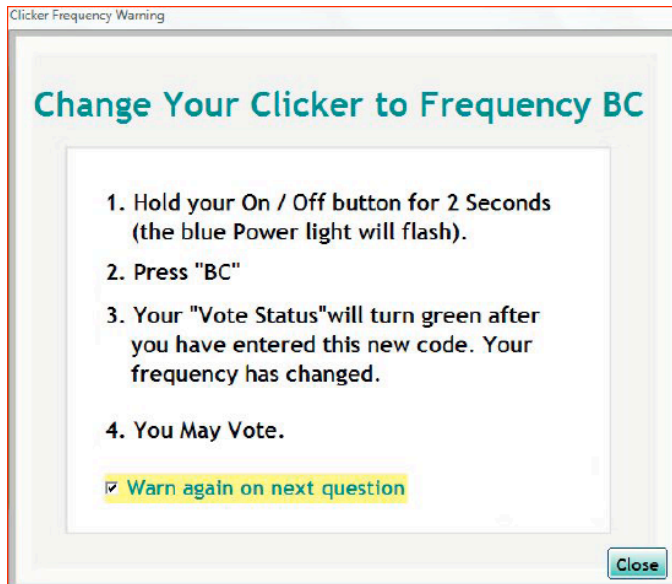 Clicker Frequency Warning
Change Your Clicker to Frequency BC
1. Hold your On / Off button for 2 Seconds
(the blue Power light will flash).
2. Press "BC"
3. Your "Vote Status"will turn green after
you have entered this new code. Your
frequency has changed.
4. You May Vote.
Warn again on next question
Close